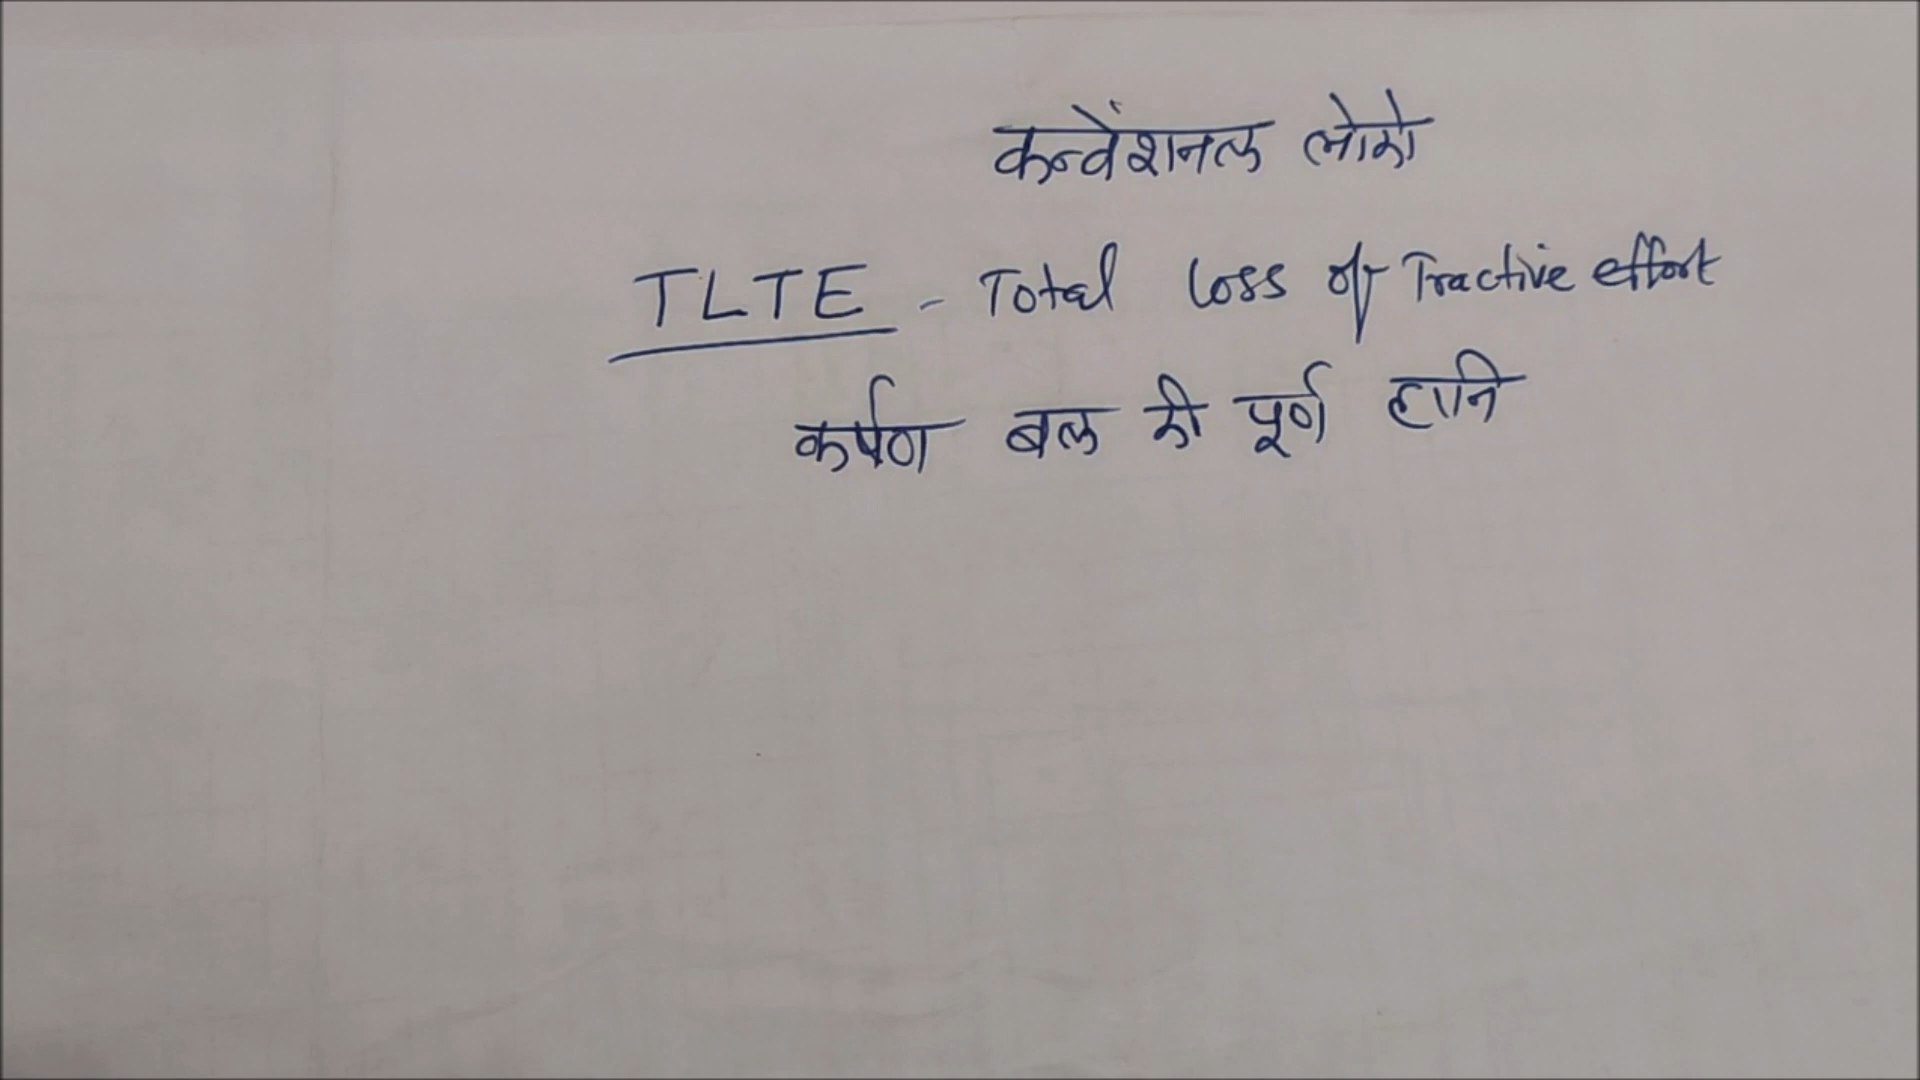 कन्वेंशनल लोको
TLTE - Total loss of Tractive effort
कर्षण बल की पूर्ण हानि